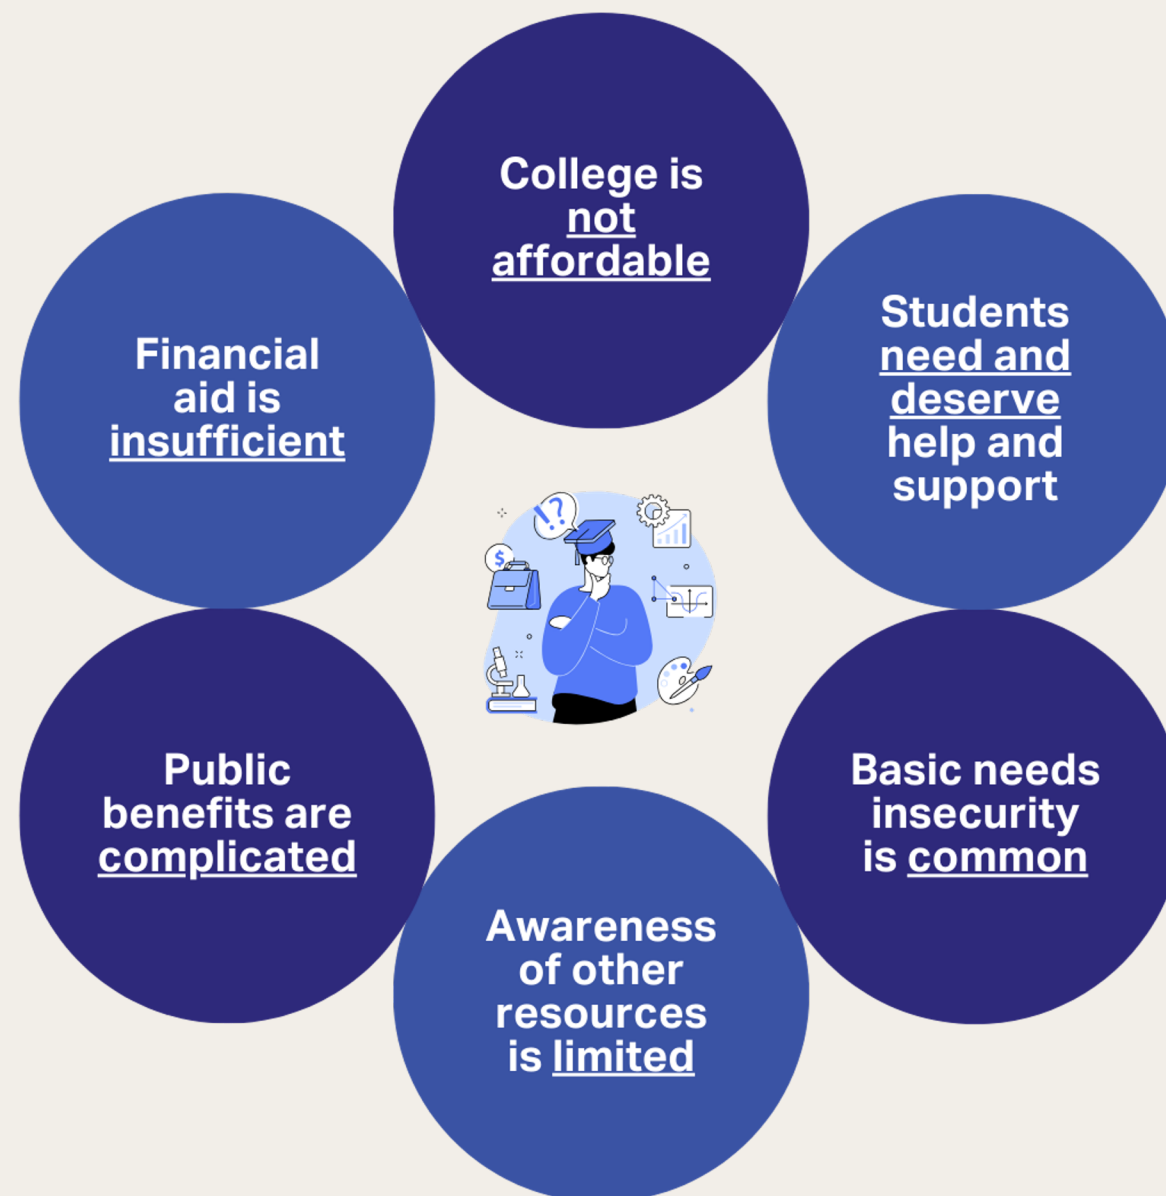 College is
not
affordable
Students
need and
deserve
help and
support
Basic needs
insecurity
is common
Awareness
of other
resources
is limited
Public
benefits are
complicated
Financial
aid is
insufficient
!?
$